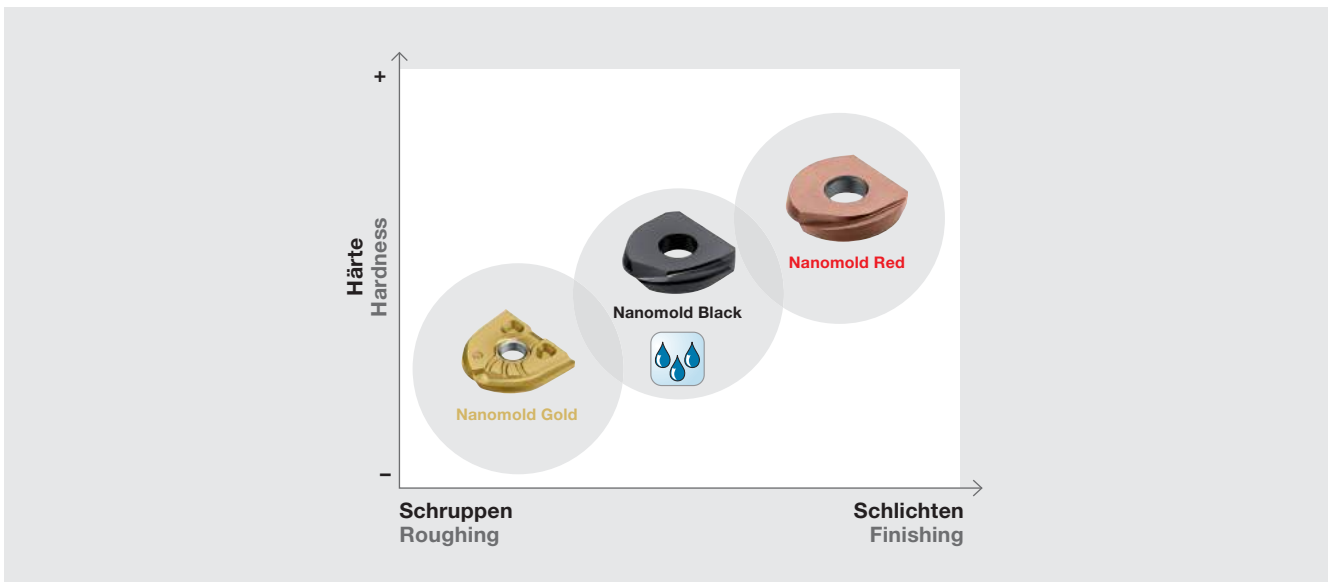 +
Härte
Hardness
Nanomold Red
Nanomold Black
Nanomold Gold
–
Schruppen
Roughing
Schlichten
Finishing